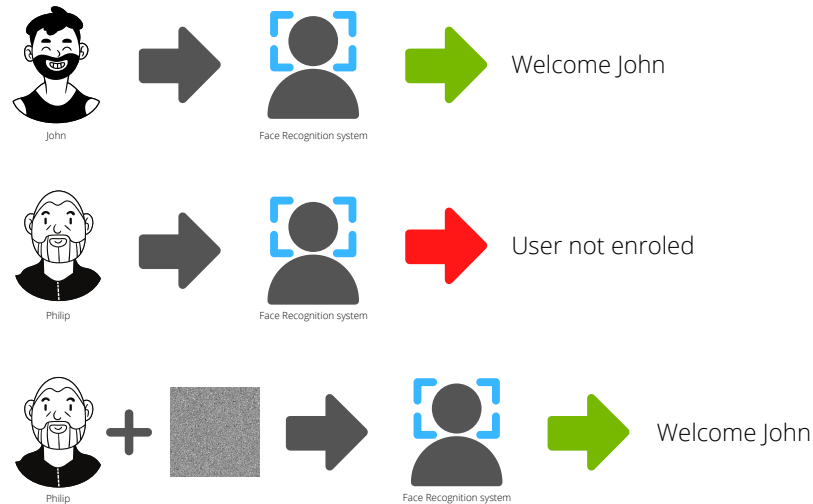 Welcome John
John
Face Recognition system
User not enroled
Philip
Face Recognition system
Welcome John
Philip
Face Recognition system